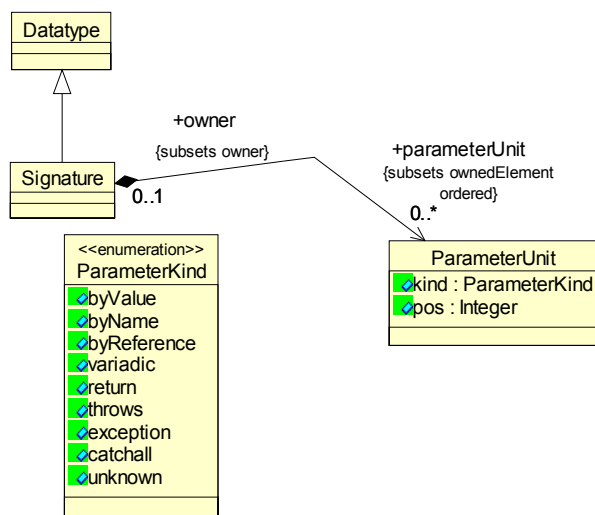 Datatype
+owner
{subsets owner}
+parameterUnit
{subsets ownedElement
ordered}
Signature
0..1
0..*
<<enumeration>>
ParameterKind
byValue
byName
byReference
variadic
return
throws
exception
catchall
unknown
ParameterUnit
kind : ParameterKind
pos : Integer